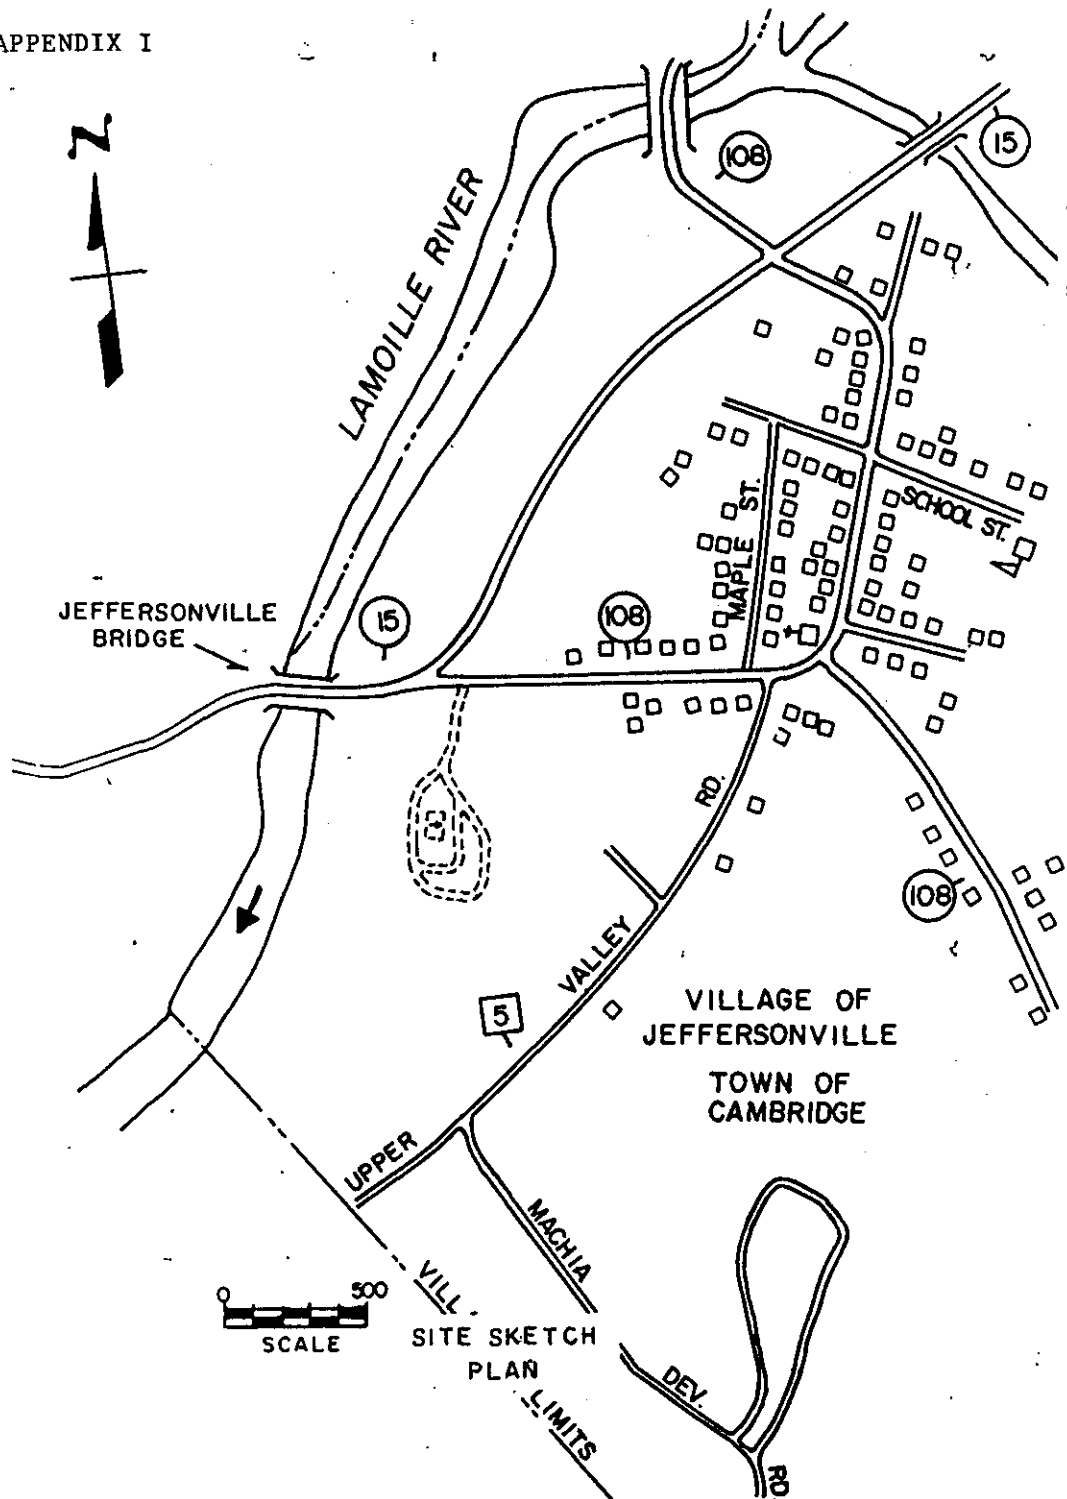 APPENDIX I
N
108
15
LAMOILLE RIVER
SCHOOL ST.
MAPLE ST.
JEFFERSONVILLE
BRIDGE
15
108
RD.
108
VALLEY
5
VILLAGE OF
JEFFERSONVILLE
TOWN OF
CAMBRIDGE
UPPER
MACHIA
0 500
SCALE
VILL.
SITE SKETCH
PLAN
LIMITS
DEV.
RD